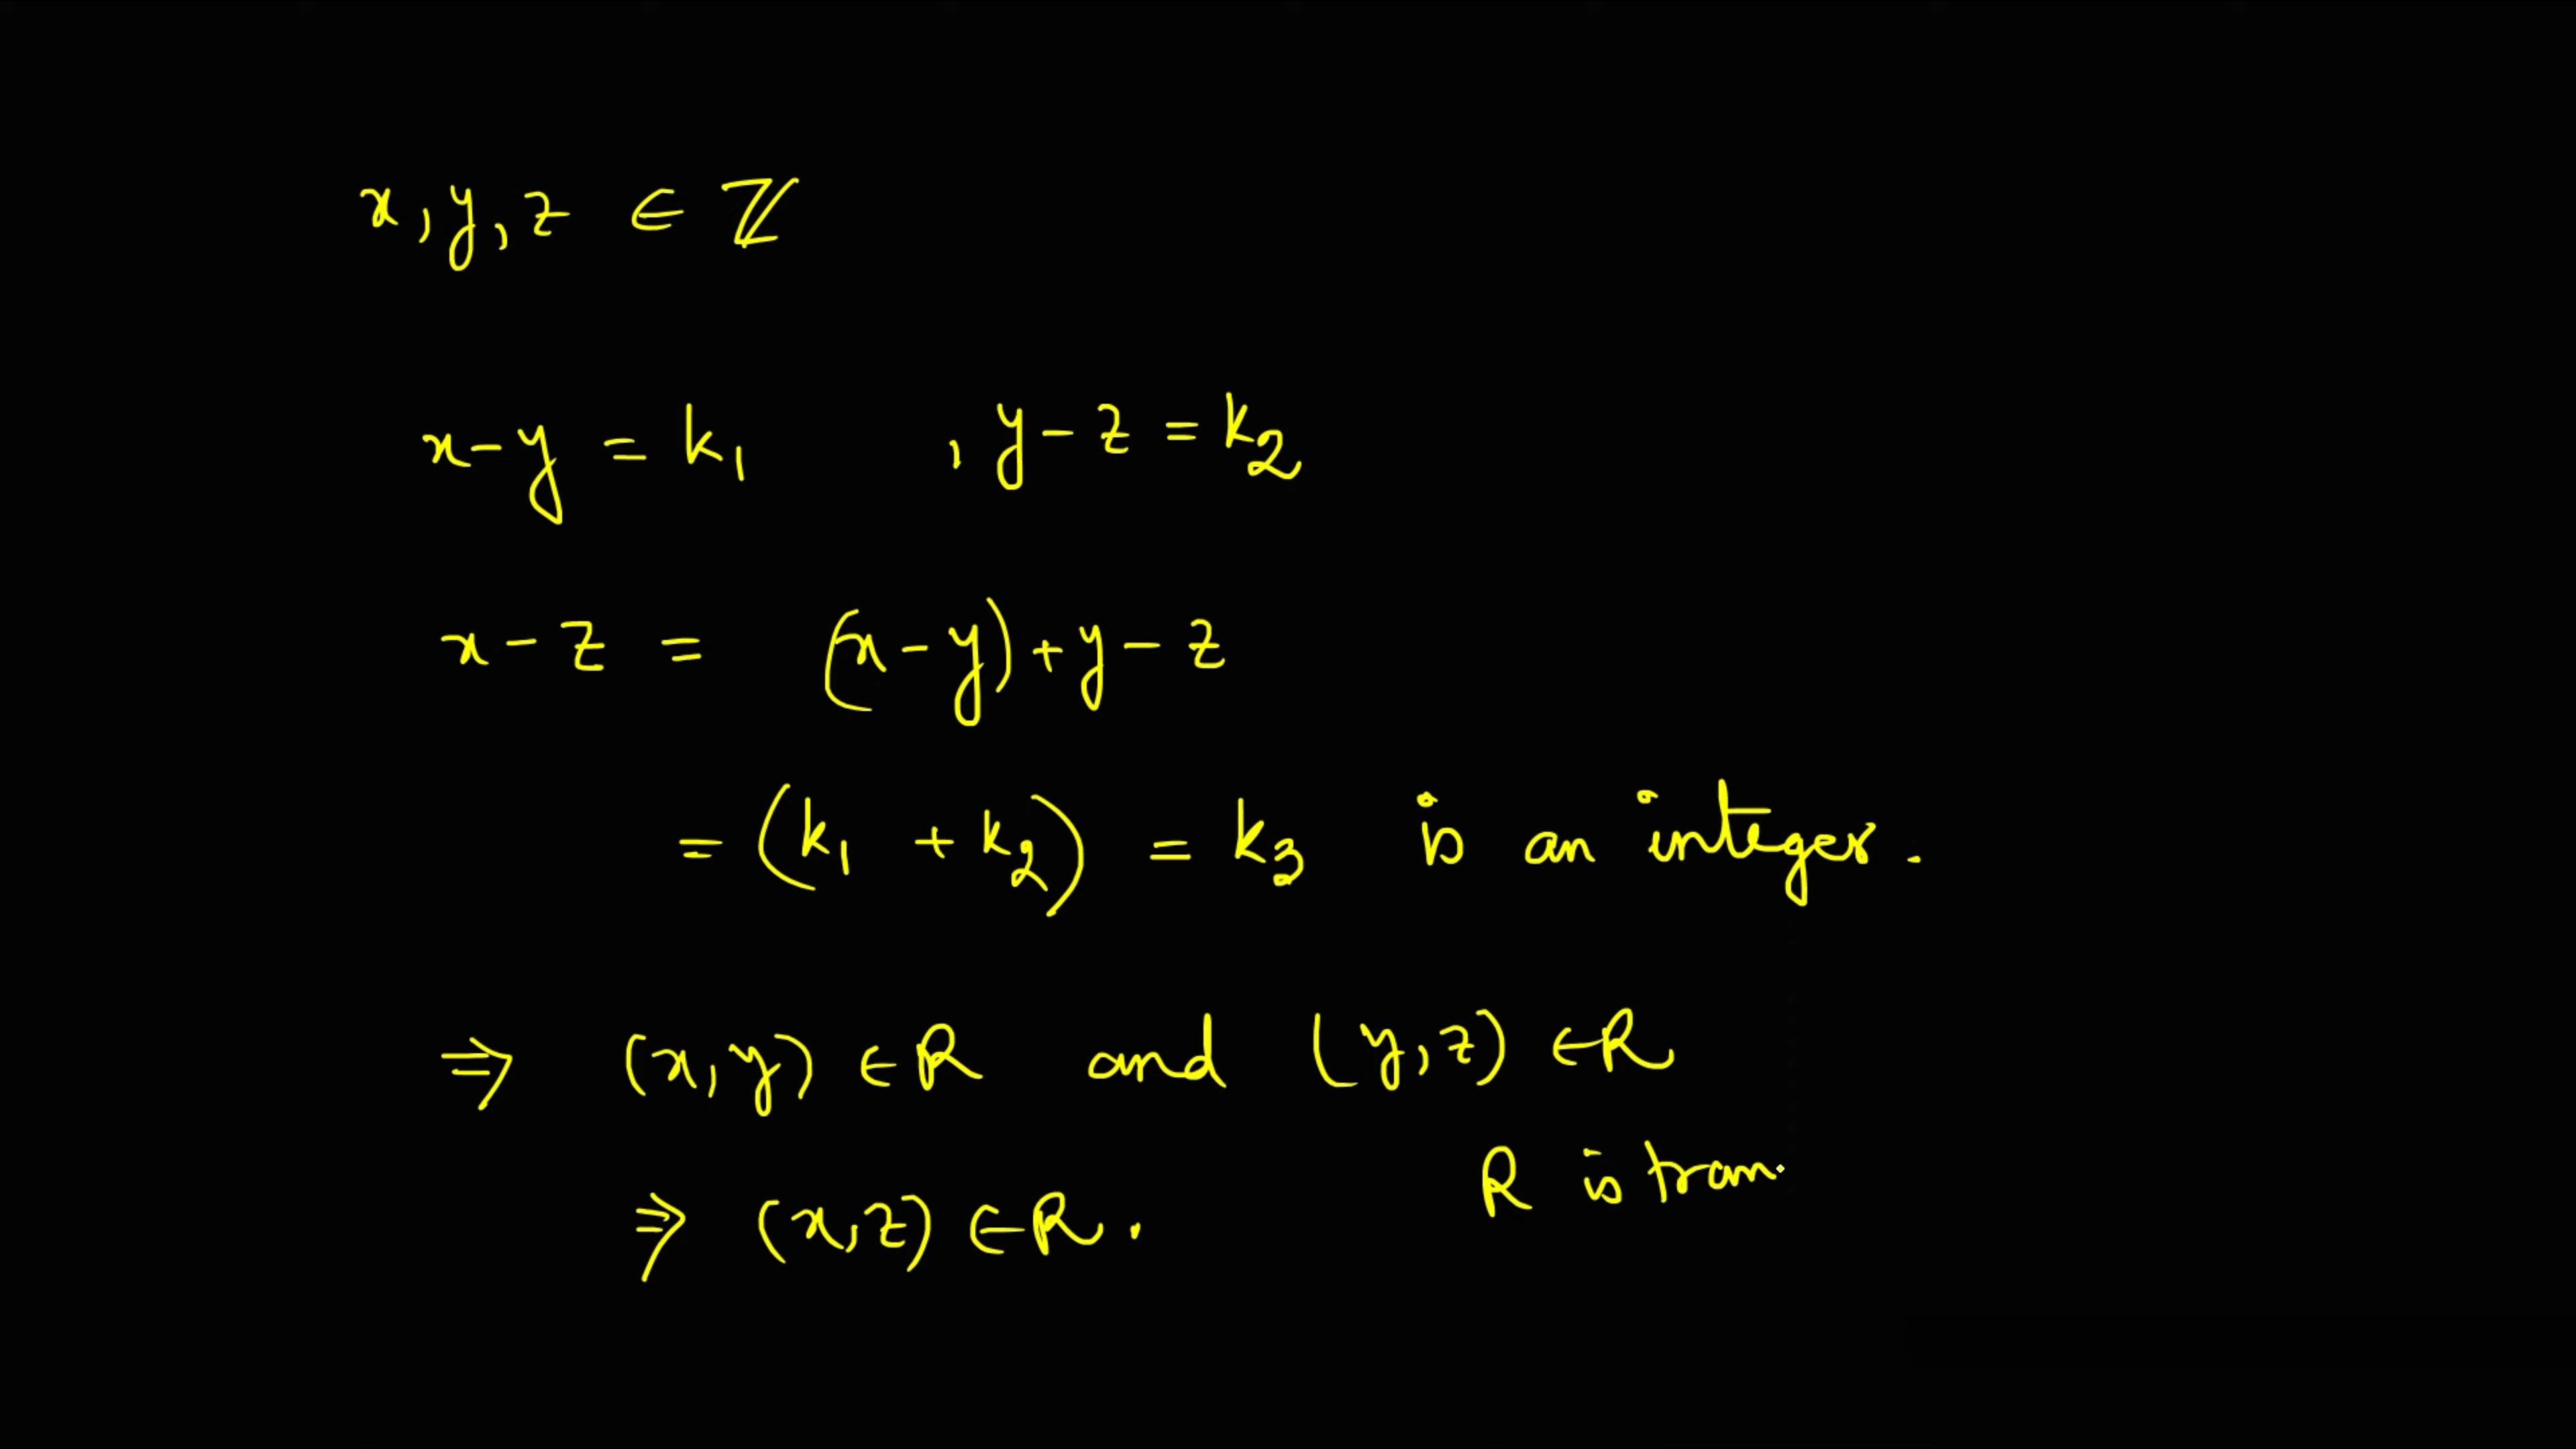 x, y, z ∈ ℤ
x-y = k₁ , y-z = k₂
x-z = (x-y)+y-z
= (k₁ + k₂) = k₃ is an integer.
⇒ (x,y) ∈ R and (y,z) ∈ R
⇒ (x,z) ∈ R. R is tran